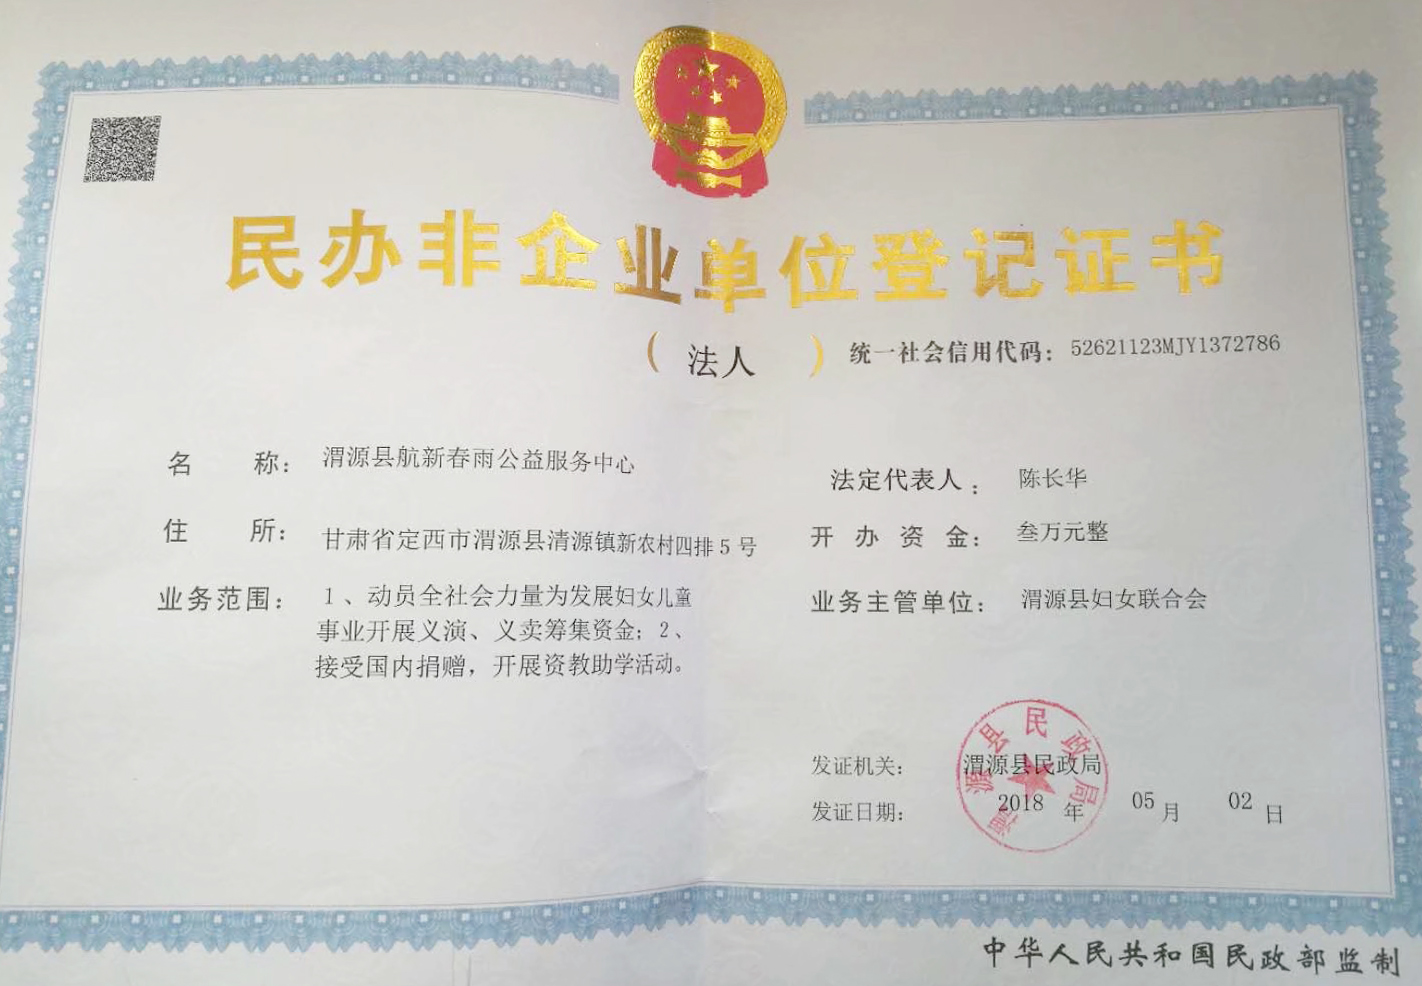 民办非企业单位登记证书
（法人）统一社会信用代码：52621123MJY1372786
名称：渭源县航新春雨公益服务中心
法定代表人：陈长华
住所：甘肃省定西市渭源县清源镇新农村四排5号
开办资金：叁万元整
业务范围：1、动员全社会力量为发展妇女儿童
事业开展义演、义卖筹集资金；2、
接受国内捐赠，开展资教助学活动。
业务主管单位：渭源县妇女联合会
发证机关：渭源县民政局
发证日期：2018年05月02日
渭源县民政局
中华人民共和国民政部监制